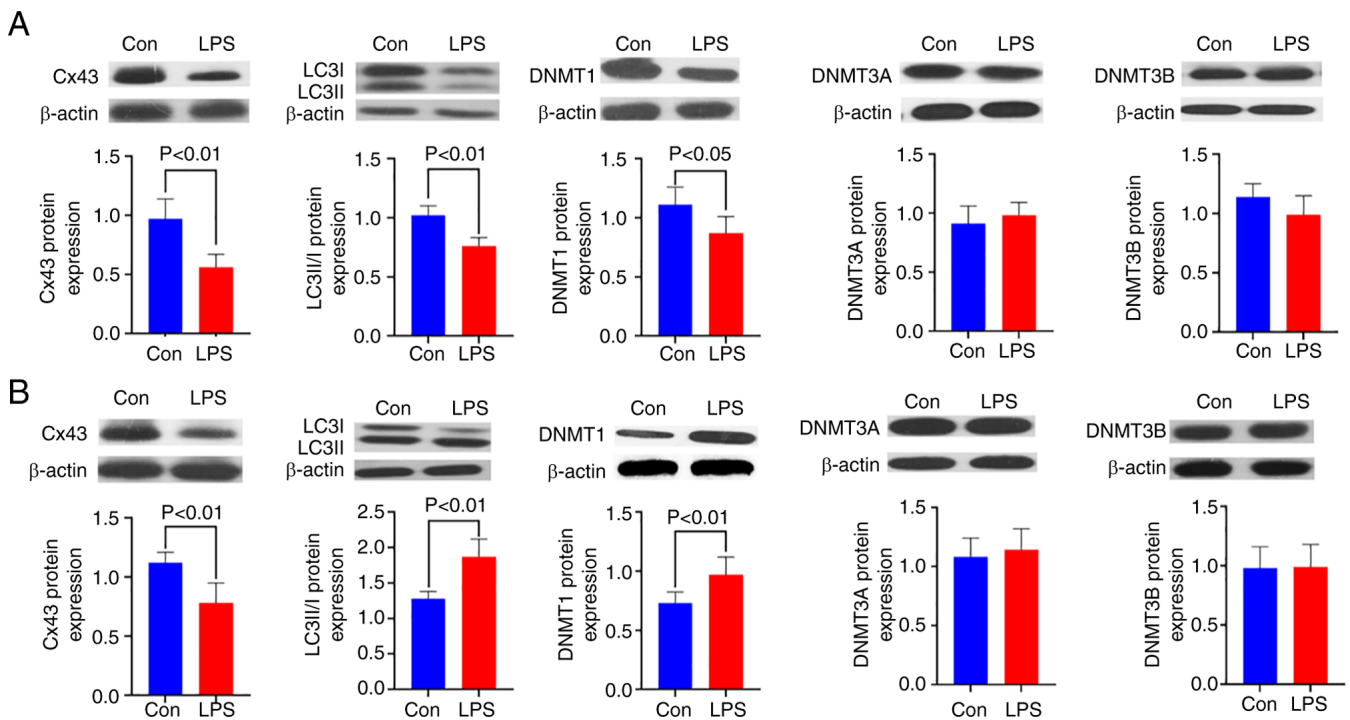 A
Con LPS
Cx43
β-actin
1.5
1.0
0.5
0.0
Cx43 protein
expression
P<0.01
Con LPS
Con LPS
LC3I
LC3II
β-actin
1.5
1.0
0.5
0.0
LC3II/I protein
expression
P<0.01
Con LPS
Con LPS
DNMT1
β-actin
1.5
1.0
0.5
0.0
DNMT1 protein
expression
P<0.05
Con LPS
Con LPS
DNMT3A
β-actin
1.5
1.0
0.5
0.0
DNMT3A protein
expression
Con LPS
Con LPS
DNMT3B
β-actin
1.5
1.0
0.5
0.0
DNMT3B protein
expression
Con LPS
B
Con LPS
Cx43
β-actin
1.5
1.0
0.5
0.0
Cx43 protein
expression
P<0.01
Con LPS
Con LPS
LC3I
LC3II
β-actin
2.5
2.0
1.5
1.0
0.5
0.0
LC3II/I protein
expression
P<0.01
Con LPS
Con LPS
DNMT1
β-actin
1.5
1.0
0.5
0.0
DNMT1 protein
expression
P<0.01
Con LPS
Con LPS
DNMT3A
β-actin
1.5
1.0
0.5
0.0
DNMT3A protein
expression
Con LPS
Con LPS
DNMT3B
β-actin
1.5
1.0
0.5
0.0
DNMT3B protein
expression
Con LPS